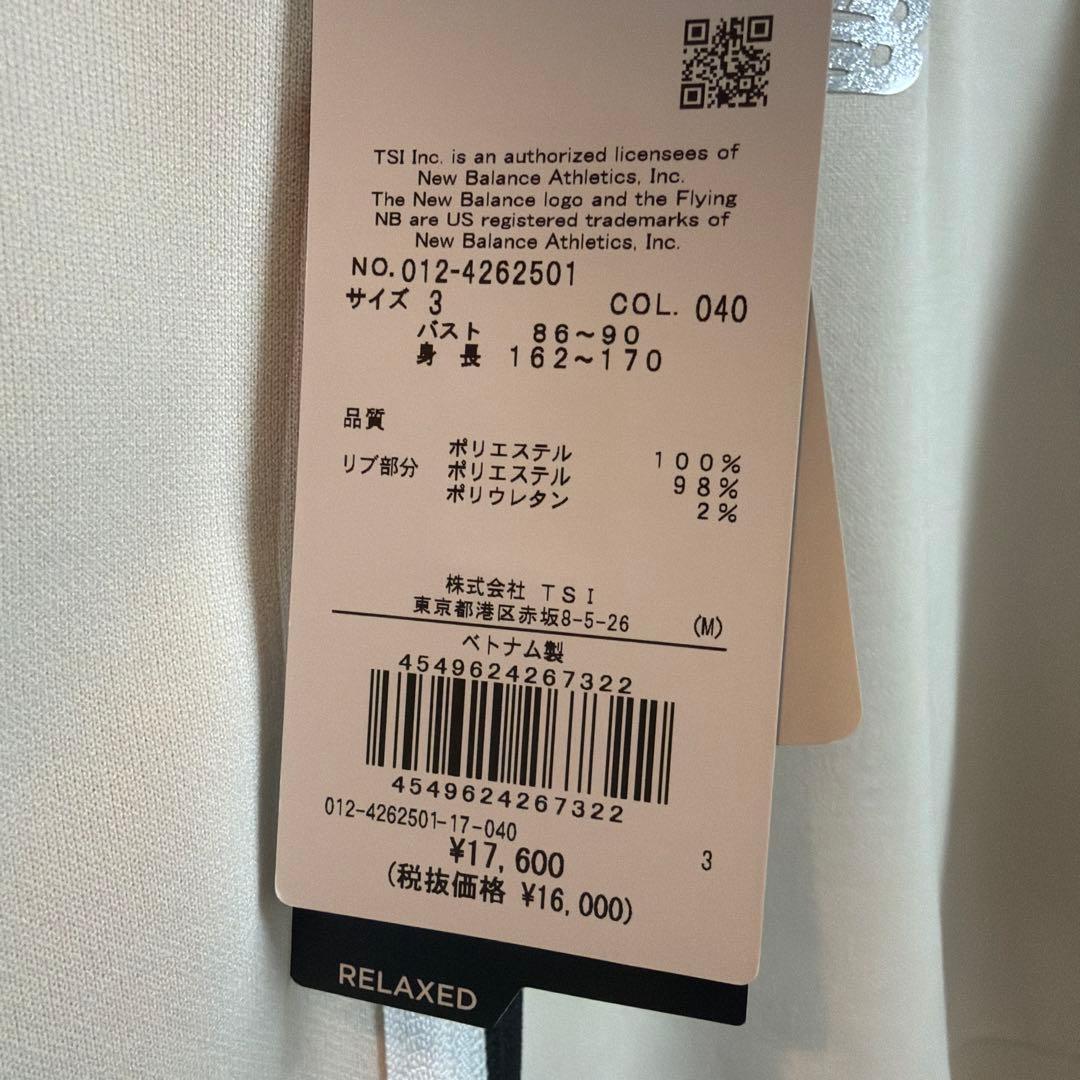 TSI Inc. is an authorized licensees of
New Balance Athletics, Inc.
The New Balance logo and the Flying
NB are US registered trademarks of
New Balance Athletics, Inc.
NO.012-4262501
サイズ 3 COL. 040
バスト 86～90
身 長 162～170
品質
ポリエステル 100%
リブ部分 ポリエステル 98%
ポリウレタン 2%
株式会社 TSI
東京都港区赤坂8-5-26 (M)
ベトナム製
4549624267322
4549624267322
012-4262501-17-040
¥17,600 3
(税抜価格 ¥16,000)
RELAXED